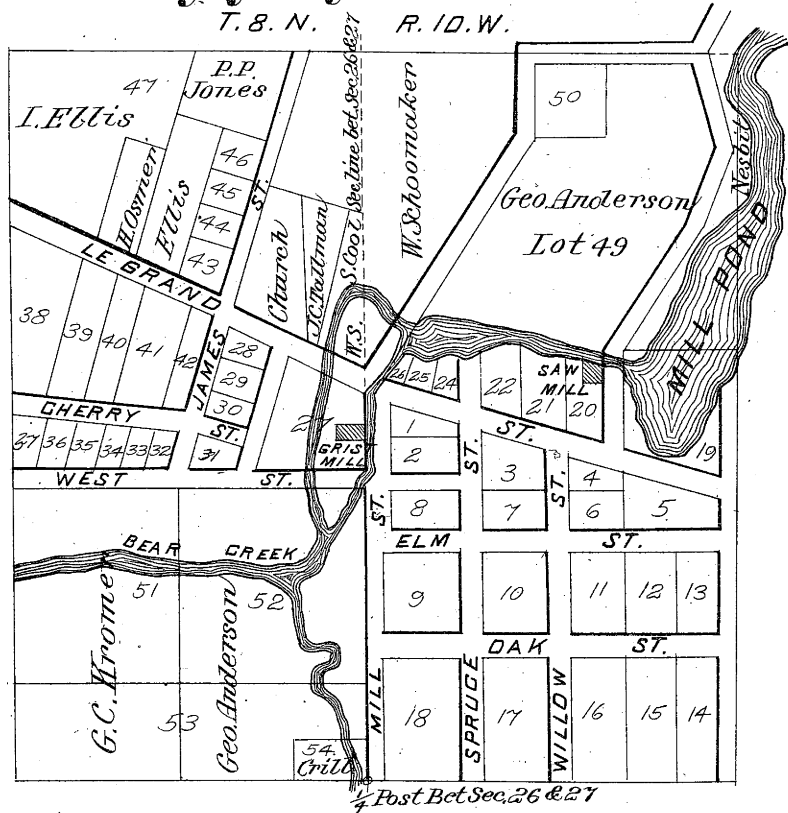 T. 8. N. R. 10. W.
47
P.P. Jones
I. Ellis
H. Osmer
Ellis
46
45
44
43
ST.
S. Cool
Sec. line bet. Sec. 26 & 27
W. Schoomaker
50
Geo. Anderson
Lot 49
Nesbit
MILL POND
LE GRAND
Church
J.C. Tallman
W.S.
38
39
40
41
42
JAMES
28
29
30
ST.
31
CHERRY
27
36
35
34
33
32
WEST ST.
27
GRIST MILL
26
25
24
22
SAW MILL
21
20
19
ST.
1
2
ST.
3
ST.
4
5
6
7
8
ST.
ELM ST.
BEAR CREEK
51
52
G.C. Kromer
Geo. Anderson
53
54
Crill
9
10
11
12
13
OAK ST.
MILL
18
SPRUCE
17
WILLOW
16
15
14
1/4 Post Bet Sec. 26 & 27